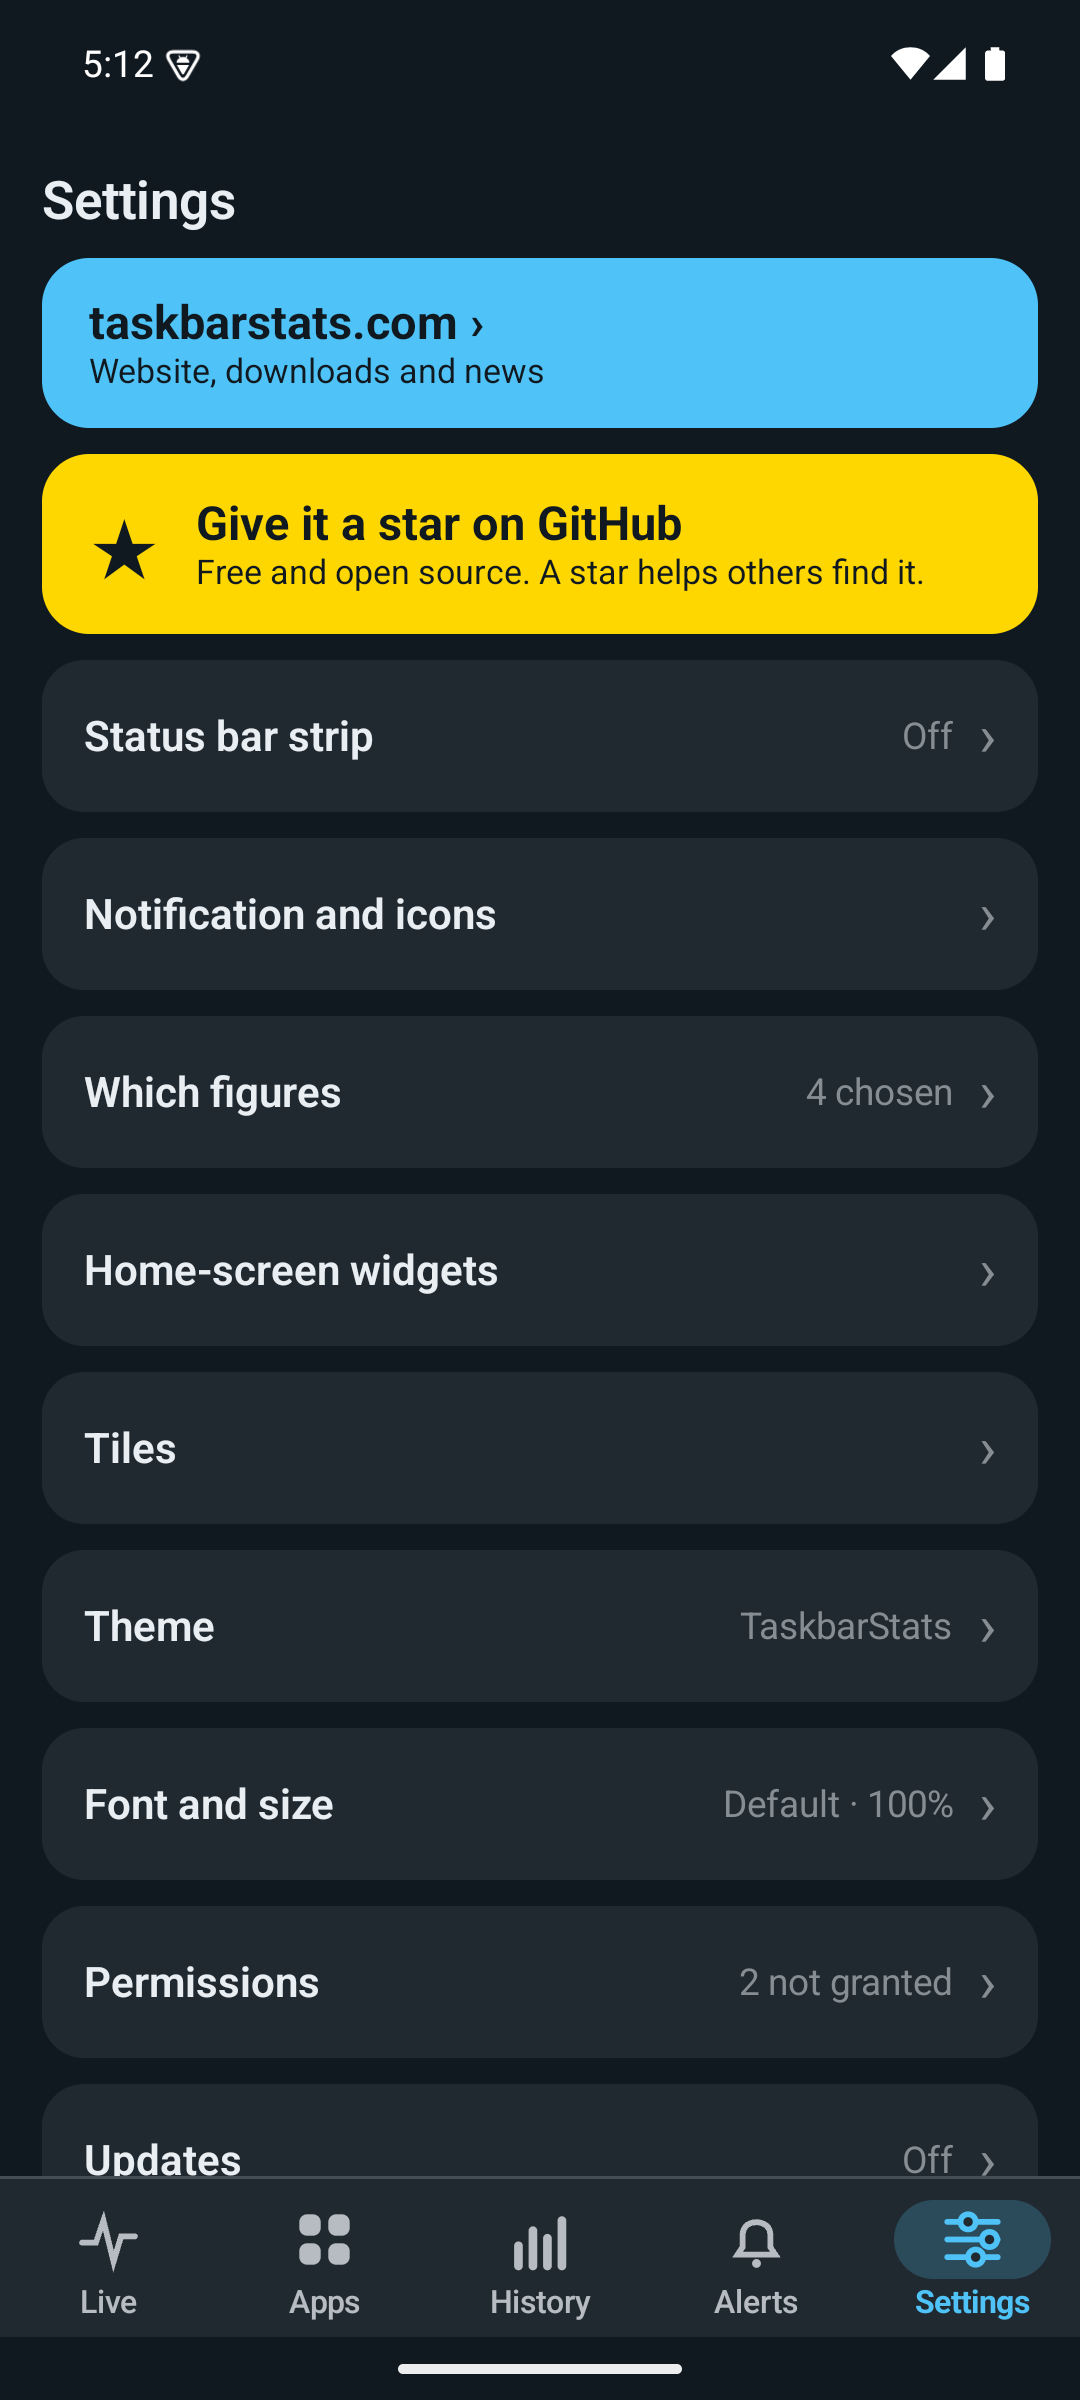 5:12
Settings
taskbarstats.com ›
Website, downloads and news
Give it a star on GitHub
Free and open source. A star helps others find it.
Status bar strip Off ›
Notification and icons ›
Which figures 4 chosen ›
Home-screen widgets ›
Tiles ›
Theme TaskbarStats ›
Font and size Default · 100% ›
Permissions 2 not granted ›
Updates Off ›
Live Apps History Alerts Settings